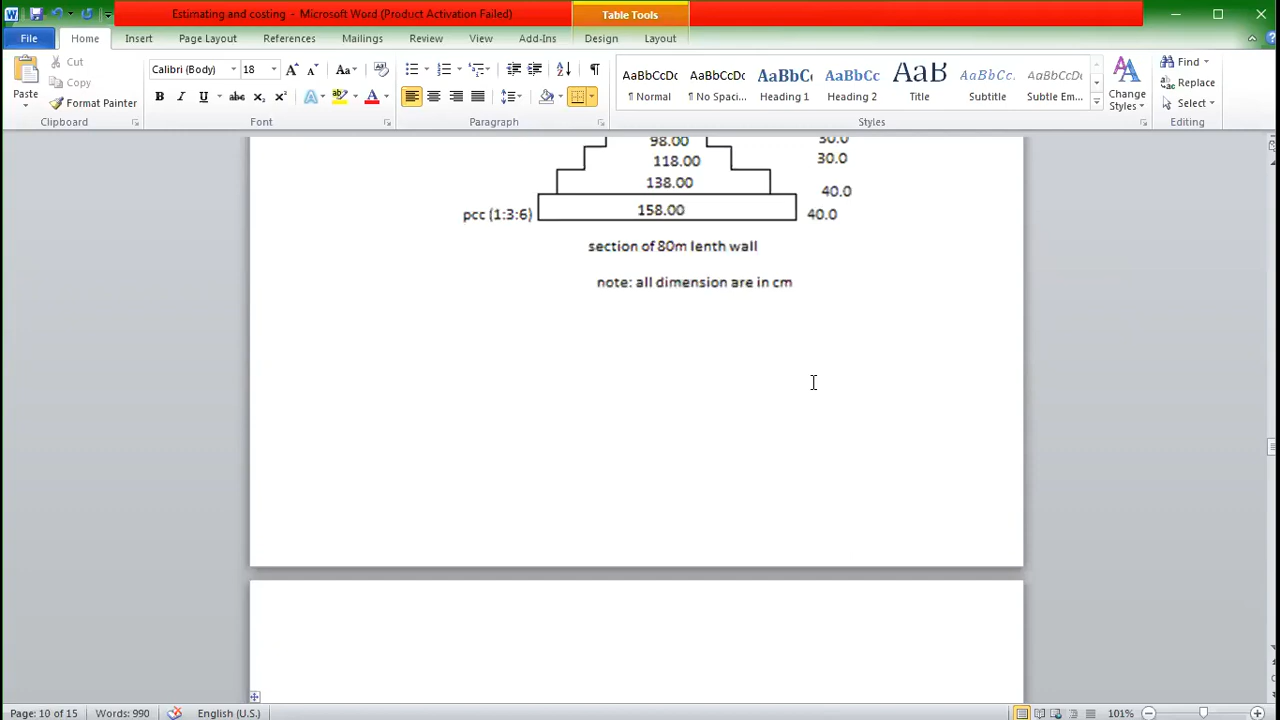 Estimating and costing - Microsoft Word (Product Activation Failed)
Table Tools
File Home Insert Page Layout References Mailings Review View Add-Ins Design Layout
Paste
Cut
Copy
Format Painter
Clipboard
Calibri (Body) 18
Font
Paragraph
AaBbCcDc
¶ Normal
AaBbCcDc
¶ No Spaci...
AaBbCc
Heading 1
AaBbCc
Heading 2
AaB
Title
AaBbCc.
Subtitle
AaBbCcDc
Subtle Em...
Styles
Change
Styles
Find
Replace
Select
Editing
98.00 30.0
118.00 30.0
138.00 40.0
pcc (1:3:6) 158.00 40.0
section of 80m lenth wall
note: all dimension are in cm
Page: 10 of 15 Words: 990 English (U.S.) 101%